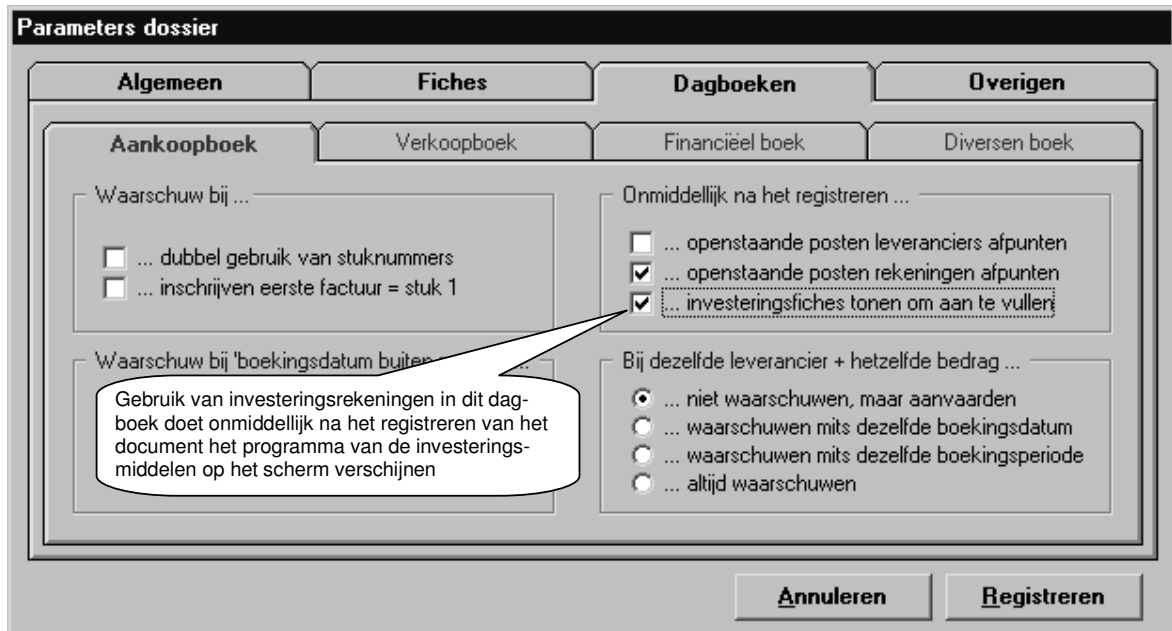 Parameters dossier
Algemeen
Fiches
Dagboeken
Overigen
Aankoopboek
Verkoopboek
Financiëel boek
Diversen boek
Waarschuw bij ...
... dubbel gebruik van stuknummers
... inschrijven eerste factuur = stuk 1
Onmiddellijk na het registreren ...
... openstaande posten leveranciers afpunten
... openstaande posten rekeningen afpunten
... investeringsfiches tonen om aan te vullen
Waarschuw bij 'boekingsdatum buiten ...
Gebruik van investeringsrekeningen in dit dag-
boek doet onmiddellijk na het registreren van het
document het programma van de investerings-
middelen op het scherm verschijnen
Bij dezelfde leverancier + hetzelfde bedrag ...
... niet waarschuwen, maar aanvaarden
... waarschuwen mits dezelfde boekingsdatum
... waarschuwen mits dezelfde boekingsperiode
... altijd waarschuwen
Annuleren
Registreren